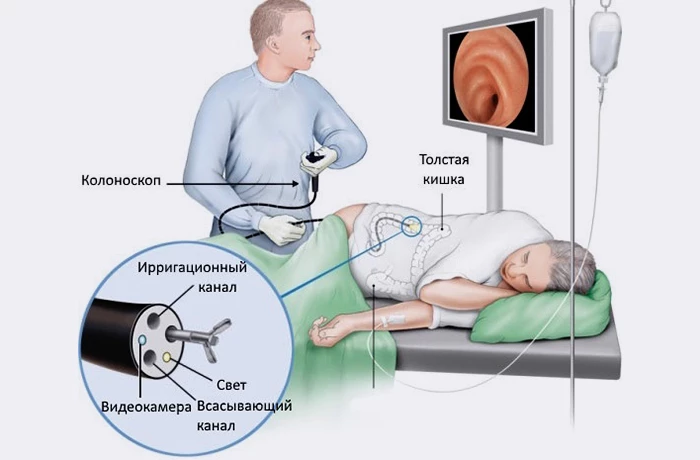 Толстая
кишка
Колоноскоп
Ирригационный
канал
Свет
Видеокамера Всасывающий
канал